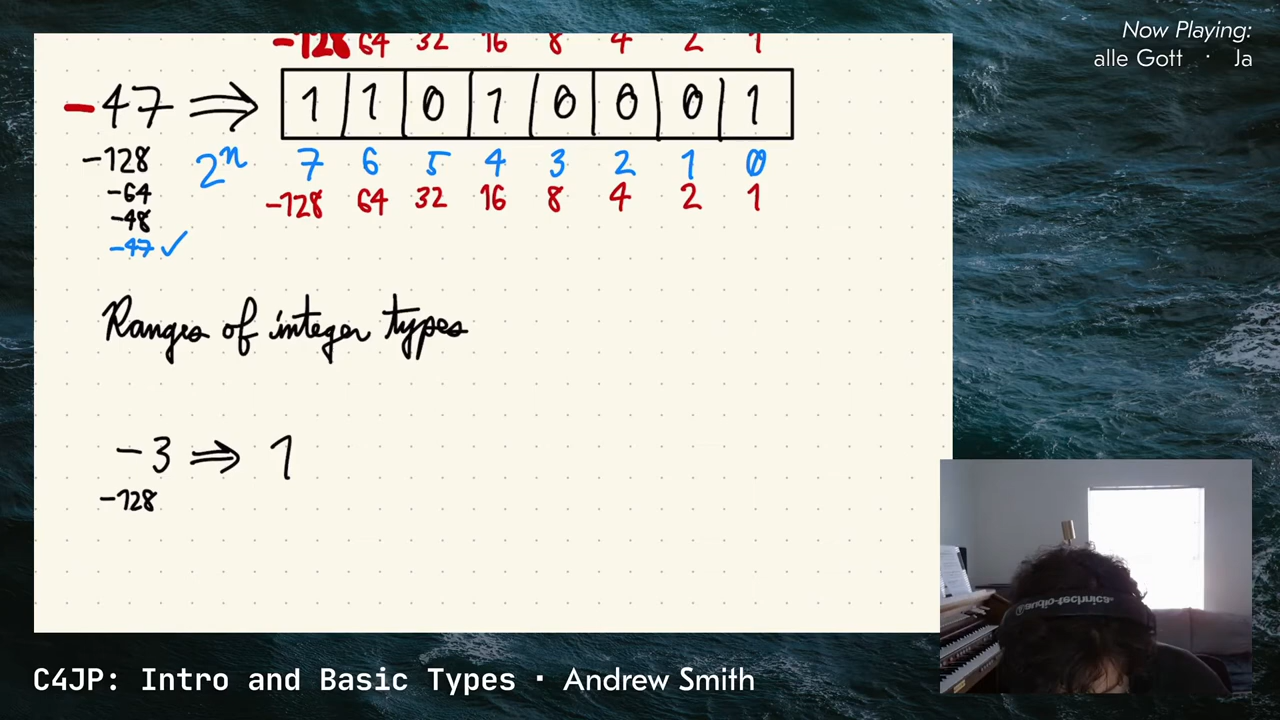 Now Playing:
alle Gott · Ja
-128 64 32 16 8 4 2 1
-47 ⇒ 1 1 0 1 0 0 0 1
-128 2ⁿ 7 6 5 4 3 2 1 0
-64 -128 64 32 16 8 4 2 1
-48
-47 ✓
Ranges of integer types
-3 ⇒ 1
-128
audio-technica
C4JP: Intro and Basic Types · Andrew Smith